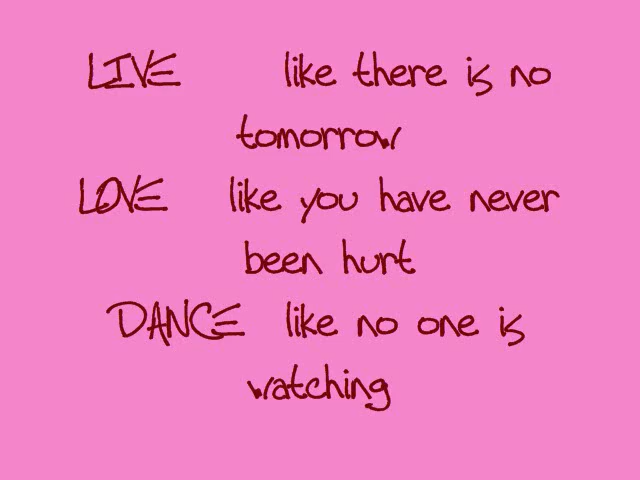 LIVE like there is no
tomorrow
LOVE like you have never
been hurt
DANCE like no one is
watching